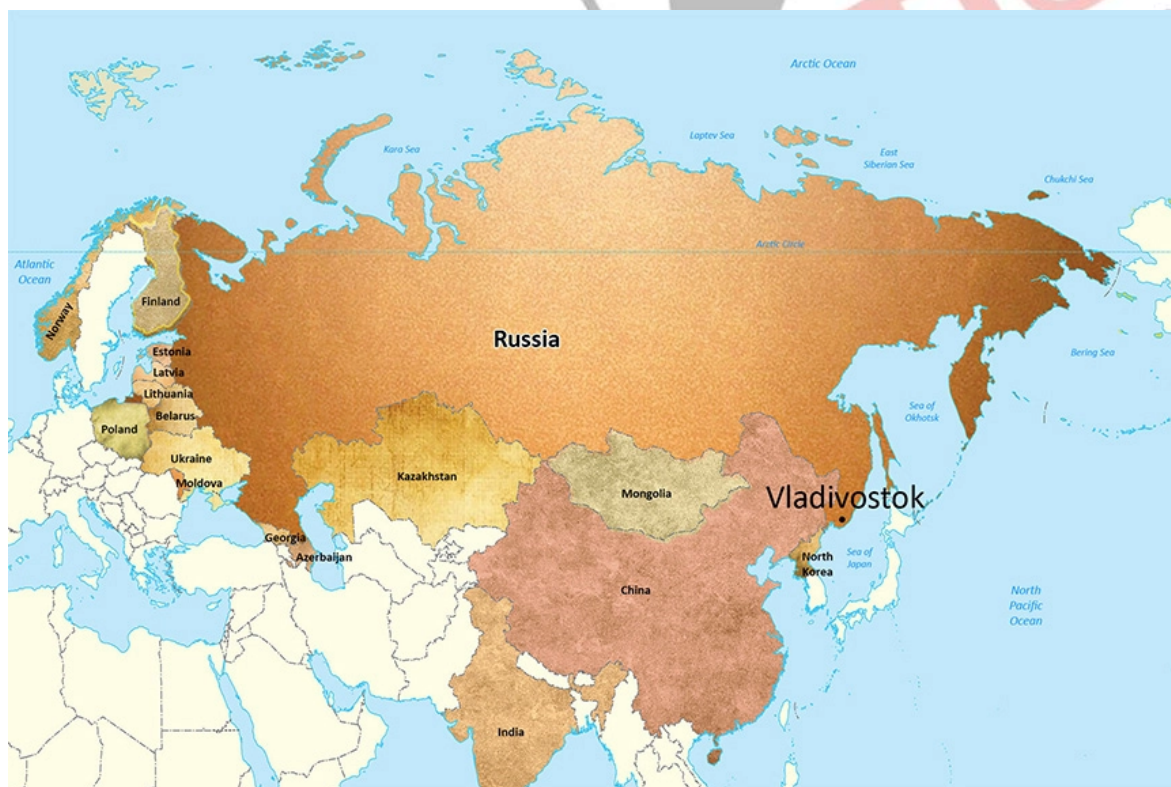 Arctic Ocean
Laptev Sea
Kara Sea
East
Siberian Sea
Chukchi Sea
Arctic Circle
Atlantic
Ocean
Norway
Finland
Russia
Estonia
Latvia
Lithuania
Belarus
Poland
Ukraine
Moldova
Bering Sea
Sea of
Okhotsk
Kazakhstan
Mongolia
Vladivostok
Georgia
Azerbaijan
North
Korea
Sea of
Japan
China
North
Pacific
Ocean
India